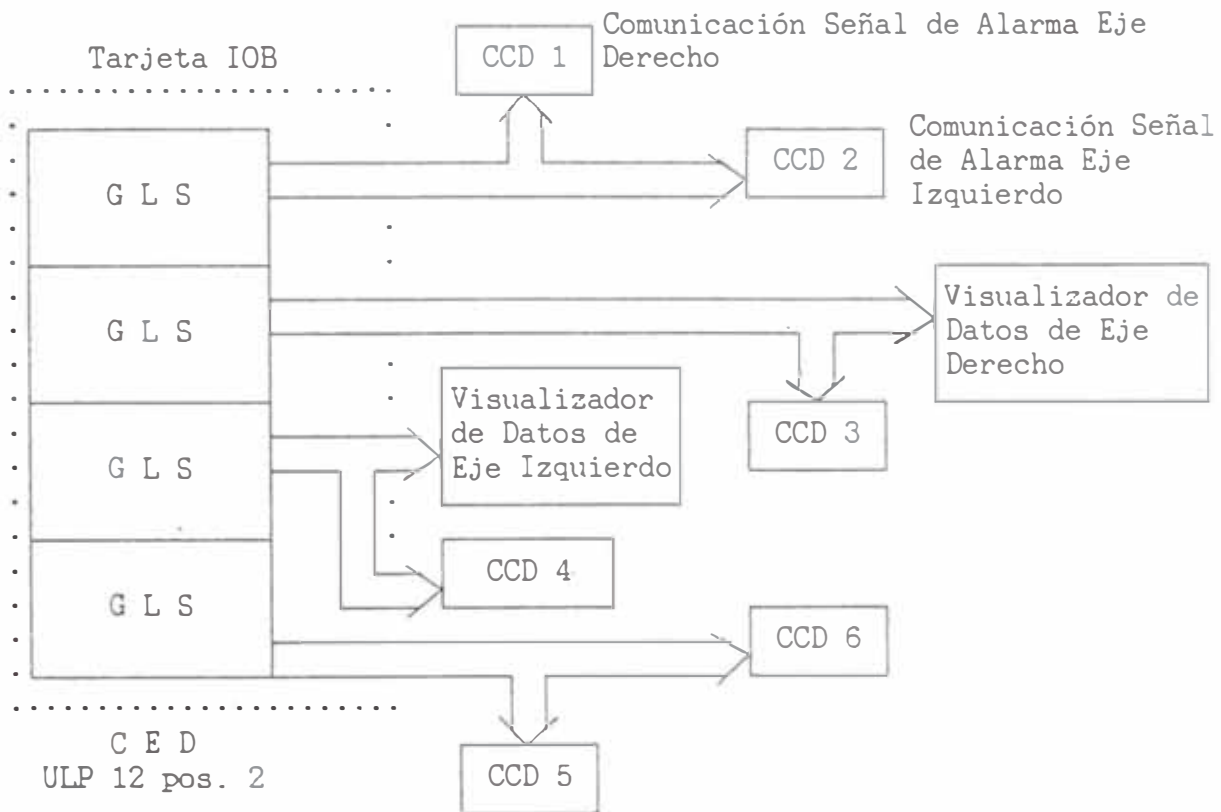 Tarjeta IOB
CCD 1
Comunicación Señal de Alarma Eje
Derecho
G L S
CCD 2
Comunicación Señal
de Alarma Eje
Izquierdo
G L S
Visualizador de
Datos de Eje
Derecho
CCD 3
G L S
Visualizador
de Datos de
Eje Izquierdo
CCD 4
G L S
CCD 6
CCD 5
C E D
ULP 12 pos. 2